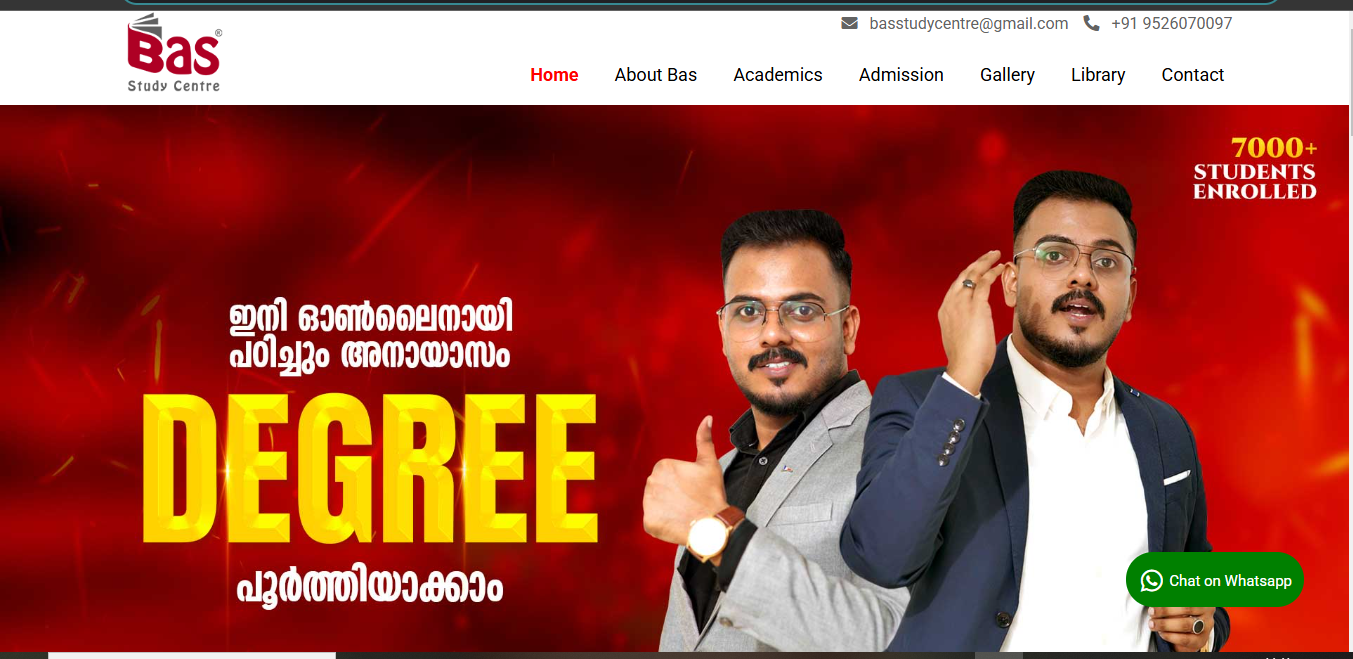 Bas®
Study Centre
basstudycentre@gmail.com +91 9526070097
Home About Bas Academics Admission Gallery Library Contact
7000+
STUDENTS
ENROLLED
ഇനി ഓൺലൈനായി
പഠിച്ചും അനായാസം
DEGREE
പൂർത്തിയാക്കാം
Chat on Whatsapp